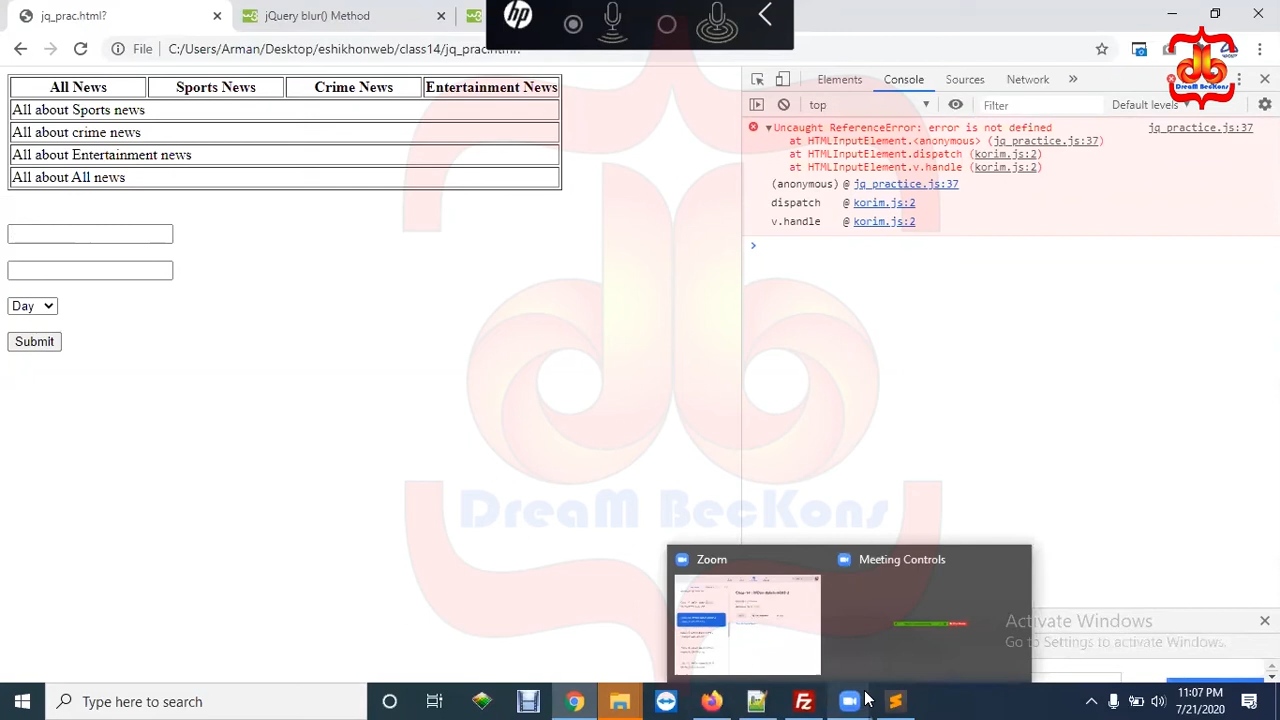 jq_prac.html?
jQuery blur() Method
File
C:/Users/Arman/Desktop/eshikhonweb/class14/jq_prac.html?
DreaM BecKons
All News
Sports News
Crime News
Entertainment News
All about Sports news
All about crime news
All about Entertainment news
All about All news
Day
Submit
Elements
Console
Sources
Network
top
Filter
Default levels
Uncaught ReferenceError: error is not defined
jq_practice.js:37
at HTMLInputElement.<anonymous> (jq_practice.js:37)
at HTMLInputElement.dispatch (korim.js:2)
at HTMLInputElement.v.handle (korim.js:2)
(anonymous) @ jq_practice.js:37
dispatch @ korim.js:2
v.handle @ korim.js:2
DreaM BecKons
Zoom
Meeting Controls
Activate Win
Go to Settings to activate Windows.
Type here to search
11:07 PM
7/21/2020